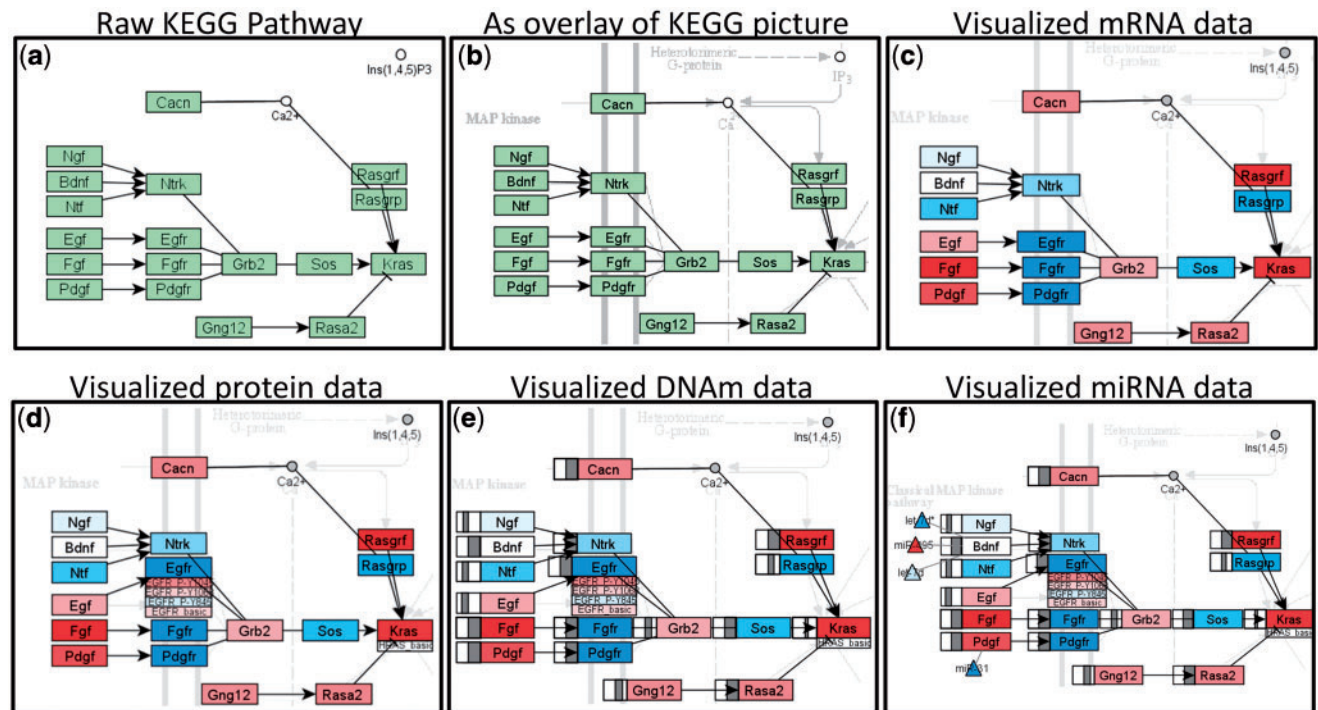 Raw KEGG Pathway
(a)
Ins(1,4,5)P3
Cacn
Ca2+
Ngf
Bdnf
Ntf
Ntrk
Rasgrf
Rasgrp
Egf
Egfr
Fgf
Fgfr
Grb2
Sos
Kras
Pdgf
Pdgfr
Gng12
Rasa2
As overlay of KEGG picture
(b)
Heterotorimeric
G-protein
IP3
Cacn
Ca
MAP kinase
Ngf
Bdnf
Ntf
Ntrk
Rasgrf
Rasgrp
Egf
Egfr
Fgf
Fgfr
Grb2
Sos
Kras
Pdgf
Pdgfr
Gng12
Rasa2
Visualized mRNA data
(c)
Heterotorimeric
G-protein
Ins(1,4,5)
Cacn
Ca2+
MAP kinase
Ngf
Bdnf
Ntf
Ntrk
Rasgrf
Rasgrp
Egf
Egfr
Fgf
Fgfr
Grb2
Sos
Kras
Pdgf
Pdgfr
Gng12
Rasa2
Visualized protein data
(d)
Heterotorimeric
G-protein
Ins(1,4,5)
Cacn
Ca2+
MAP kinase
Ngf
Bdnf
Ntf
Ntrk
Rasgrf
Rasgrp
Egfr
EGFR_basic
Egf
Fgf
Fgfr
Grb2
Sos
Kras
HRAS_basic
Pdgf
Pdgfr
Gng12
Rasa2
Visualized DNAm data
(e)
Heterotorimeric
G-protein
Ins(1,4,5)
Cacn
Ca2+
MAP kinase
Ngf
Bdnf
Ntf
Ntrk
Rasgrf
Rasgrp
Egfr
EGFR_basic
Egf
Fgf
Fgfr
Grb2
Sos
Kras
HRAS_basic
Pdgf
Pdgfr
Gng12
Rasa2
Visualized miRNA data
(f)
Heterotorimeric
G-protein
Ins(1,4,5)
Cacn
Ca2+
Classical MAP kinase
pathway
Ngf
Bdnf
Ntf
Ntrk
Rasgrf
Rasgrp
Egfr
EGFR_basic
Egf
Fgf
Fgfr
Grb2
Sos
Kras
HRAS_basic
Pdgf
Pdgfr
Gng12
Rasa2